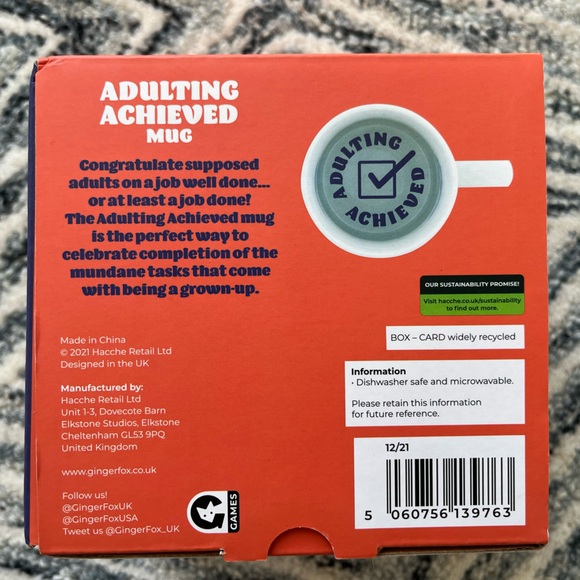 ADULTING
ACHIEVED
MUG
Congratulate supposed
adults on a job well done...
or at least a job done!
The Adulting Achieved mug
is the perfect way to
celebrate completion of the
mundane tasks that come
with being a grown-up.
ADULTING
ACHIEVED
OUR SUSTAINABILITY PROMISE!
Visit hacche.co.uk/sustainability
to find out more.
BOX – CARD widely recycled
Information
• Dishwasher safe and microwavable.
Please retain this information
for future reference.
12/21
5 060756 139763
Made in China
© 2021 Hacche Retail Ltd
Designed in the UK
Manufactured by:
Hacche Retail Ltd
Unit 1-3, Dovecote Barn
Elkstone Studios, Elkstone
Cheltenham GL53 9PQ
United Kingdom
www.gingerfox.co.uk
Follow us!
@GingerFoxUK
@GingerFoxUSA
Tweet us @GingerFox_UK
G GAMES